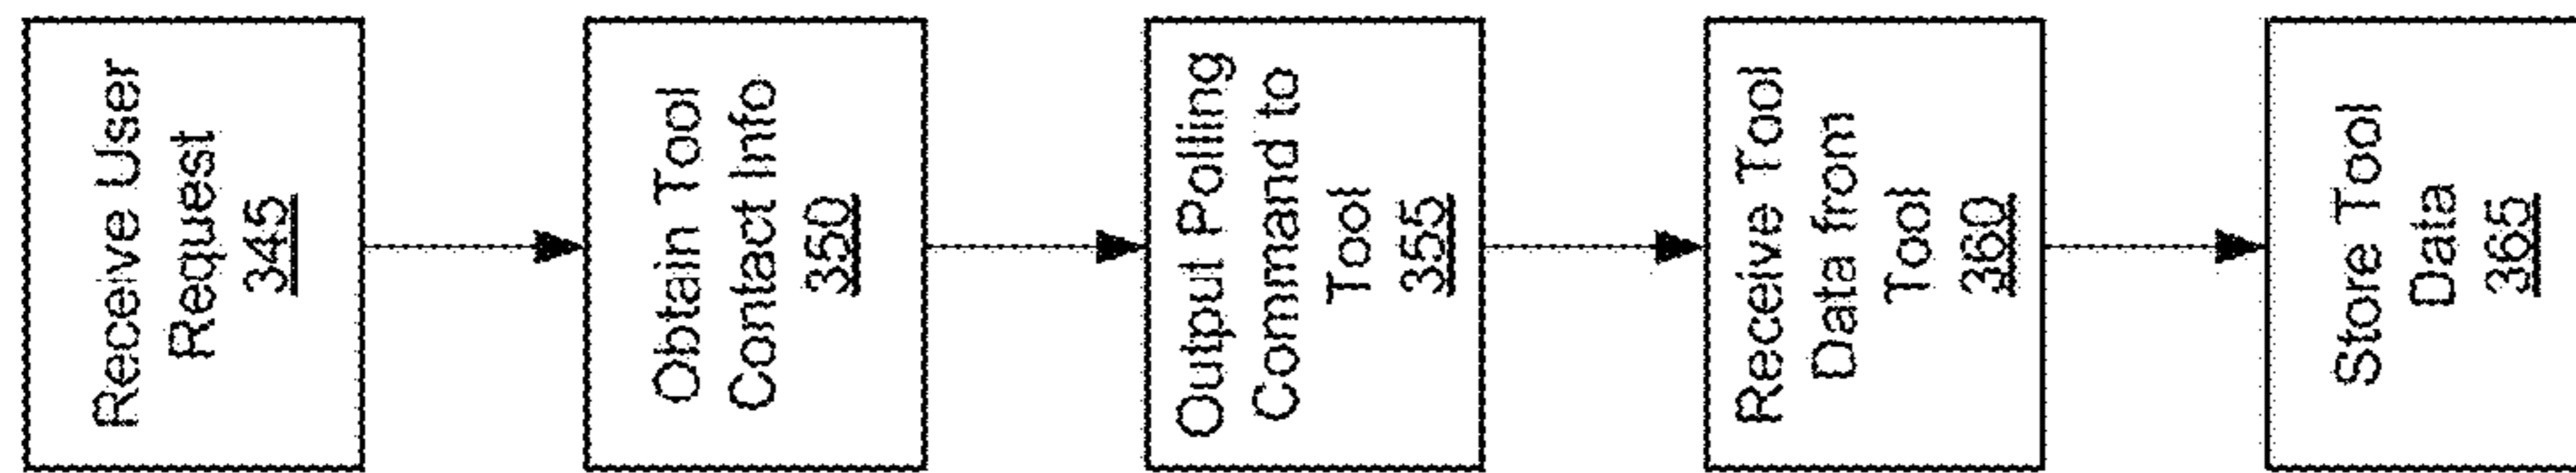 Receive User
Request
345
Obtain Tool
Contact Info
350
Output Polling
Command to
Tool
355
Receive Tool
Data from
Tool
360
Store Tool
Data
365